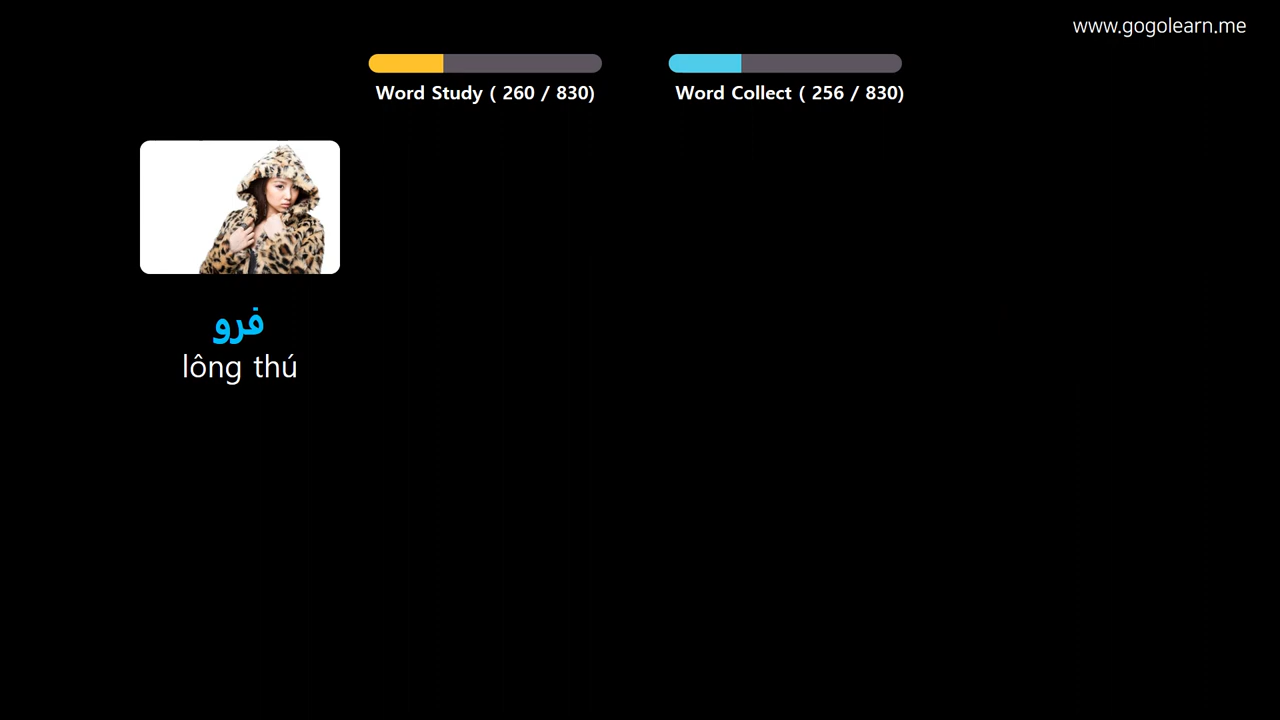 www.gogolearn.me
Word Study ( 260 / 830)
Word Collect ( 256 / 830)
فرو
lông thú